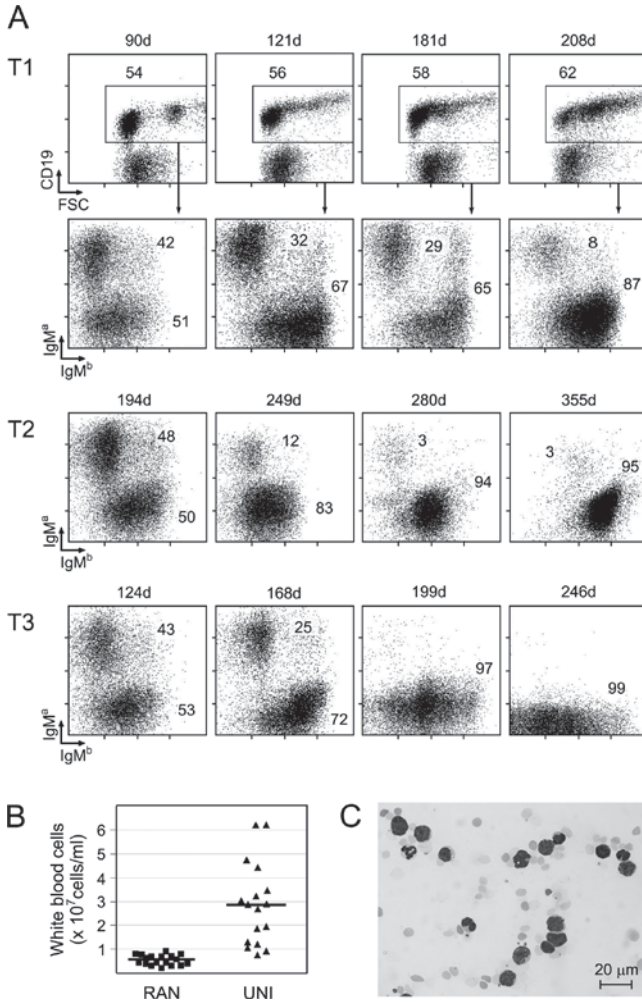 A
90d 121d 181d 208d
T1
54 56 58 62
CD19
FSC
42 32 29 8
51 67 65 87
IgMa
IgMb
194d 249d 280d 355d
T2
48 12 3 3
50 83 94 95
IgMa
IgMb
124d 168d 199d 246d
T3
43 25 97 99
53 72
IgMa
IgMb
B
White blood cells
(x 10⁷cells/ml)
6
5
4
3
2
1
RAN UNI
C
20 μm